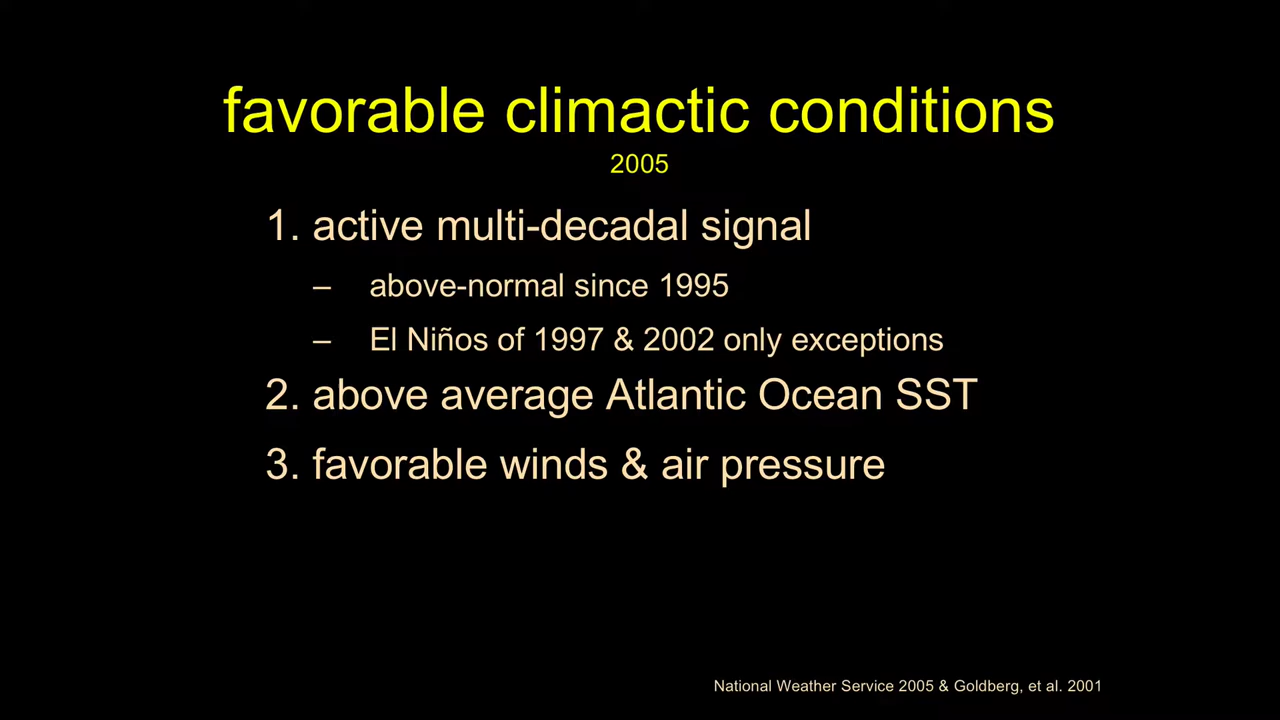 favorable climactic conditions
2005
1. active multi-decadal signal
– above-normal since 1995
– El Niños of 1997 & 2002 only exceptions
2. above average Atlantic Ocean SST
3. favorable winds & air pressure
National Weather Service 2005 & Goldberg, et al. 2001